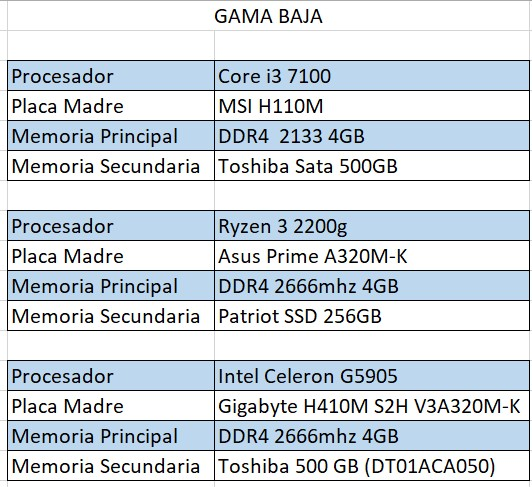 GAMA BAJA
Procesador Core i3 7100
Placa Madre MSI H110M
Memoria Principal DDR4  2133 4GB
Memoria Secundaria Toshiba Sata 500GB
Procesador Ryzen 3 2200g
Placa Madre Asus Prime A320M-K
Memoria Principal DDR4 2666mhz 4GB
Memoria Secundaria Patriot SSD 256GB
Procesador Intel Celeron G5905
Placa Madre Gigabyte H410M S2H V3A320M-K
Memoria Principal DDR4 2666mhz 4GB
Memoria Secundaria Toshiba 500 GB (DT01ACA050)